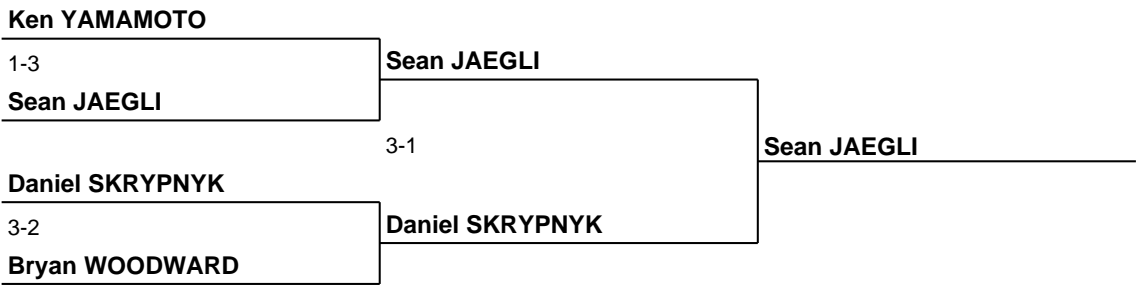 Ken YAMAMOTO
1-3
Sean JAEGLI
Sean JAEGLI
3-1
Sean JAEGLI
Daniel SKRYPNYK
3-2
Daniel SKRYPNYK
Bryan WOODWARD